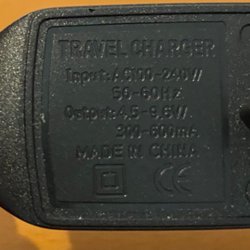 TRAVEL CHARGER
Input:AC100-240V/
50-60Hz
Output:4.5-9.6V/
300-600mA
MADE IN CHINA
CE